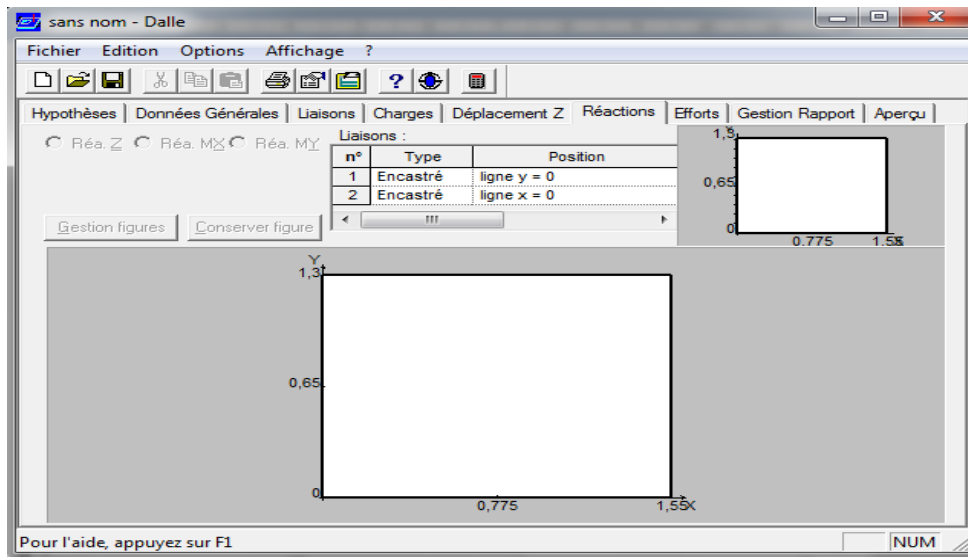 sans nom - Dalle
Fichier Edition Options Affichage ?
Hypothèses Données Générales Liaisons Charges Déplacement Z Réactions Efforts Gestion Rapport Aperçu
Réa. Z Réa. MX Réa. MY
Liaisons :
n° Type Position
1 Encastré ligne y = 0
2 Encastré ligne x = 0
Gestion figures Conserver figure
Y
1,3
0,65
0
0.775 1.55 X
Y
1,3
0,65
0
0,775 1,55 X
Pour l'aide, appuyez sur F1 NUM